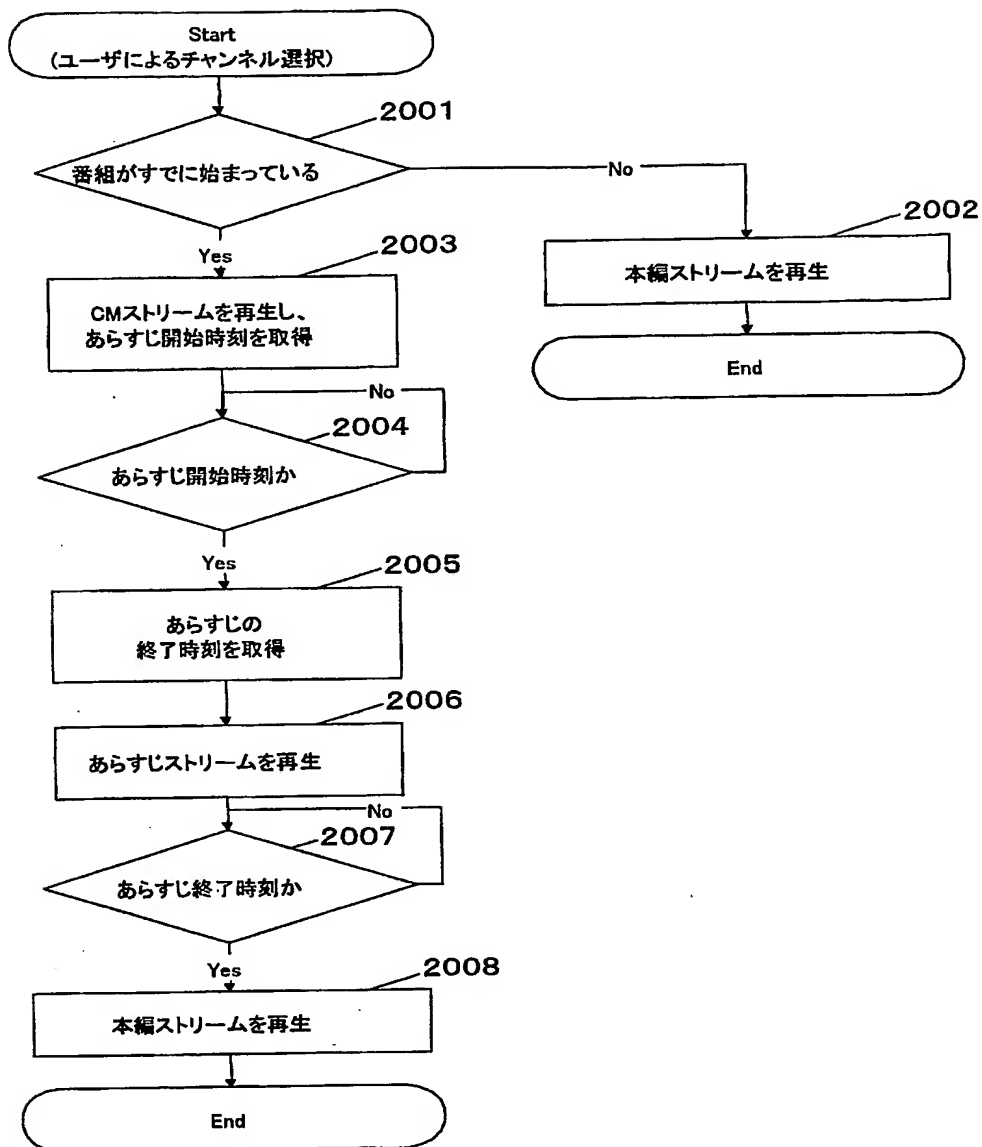 Start
(ユーザによるチャンネル選択)
2001
番組がすでに始まっている
No
2002
本編ストリームを再生
End
Yes
2003
CMストリームを再生し、
あらすじ開始時刻を取得
No
2004
あらすじ開始時刻か
Yes
2005
あらすじの
終了時刻を取得
2006
あらすじストリームを再生
No
2007
あらすじ終了時刻か
Yes
2008
本編ストリームを再生
End